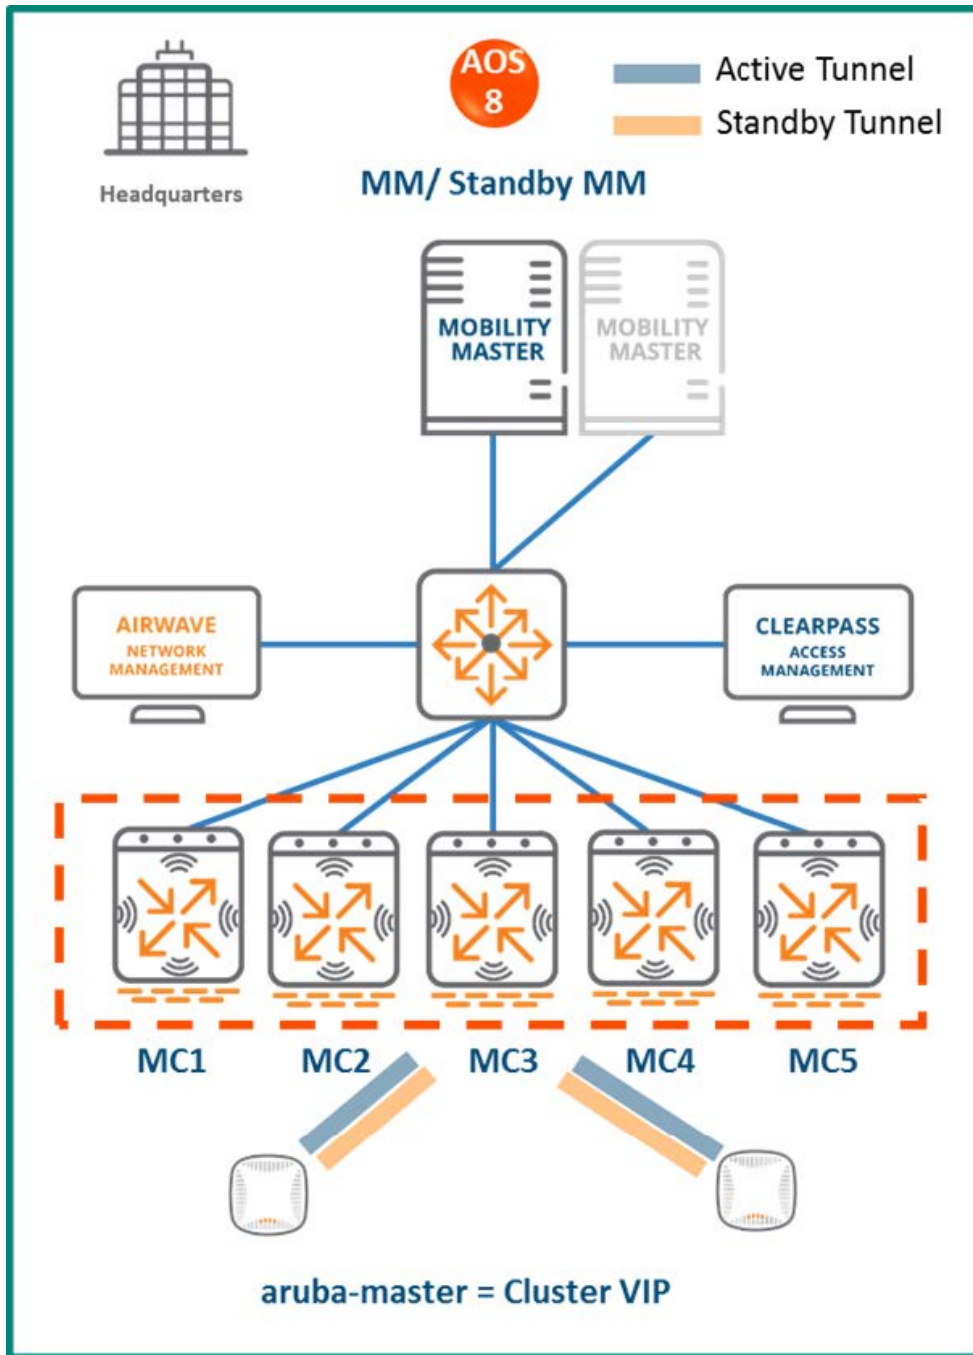 AOS
8
Active Tunnel
Standby Tunnel
Headquarters
MM/ Standby MM
MOBILITY
MASTER
MOBILITY
MASTER
AIRWAVE
NETWORK
MANAGEMENT
CLEARPASS
ACCESS
MANAGEMENT
MC1
MC2
MC3
MC4
MC5
aruba-master = Cluster VIP